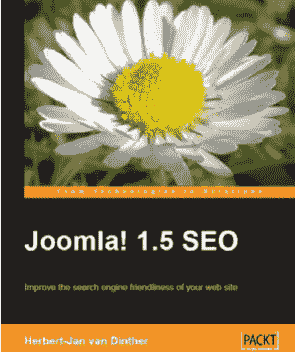 From Technologies to Solutions
Joomla! 1.5 SEO
Improve the search engine friendliness of your web site
Herbert-Jan van Dinther
PACKT
PUBLISHING